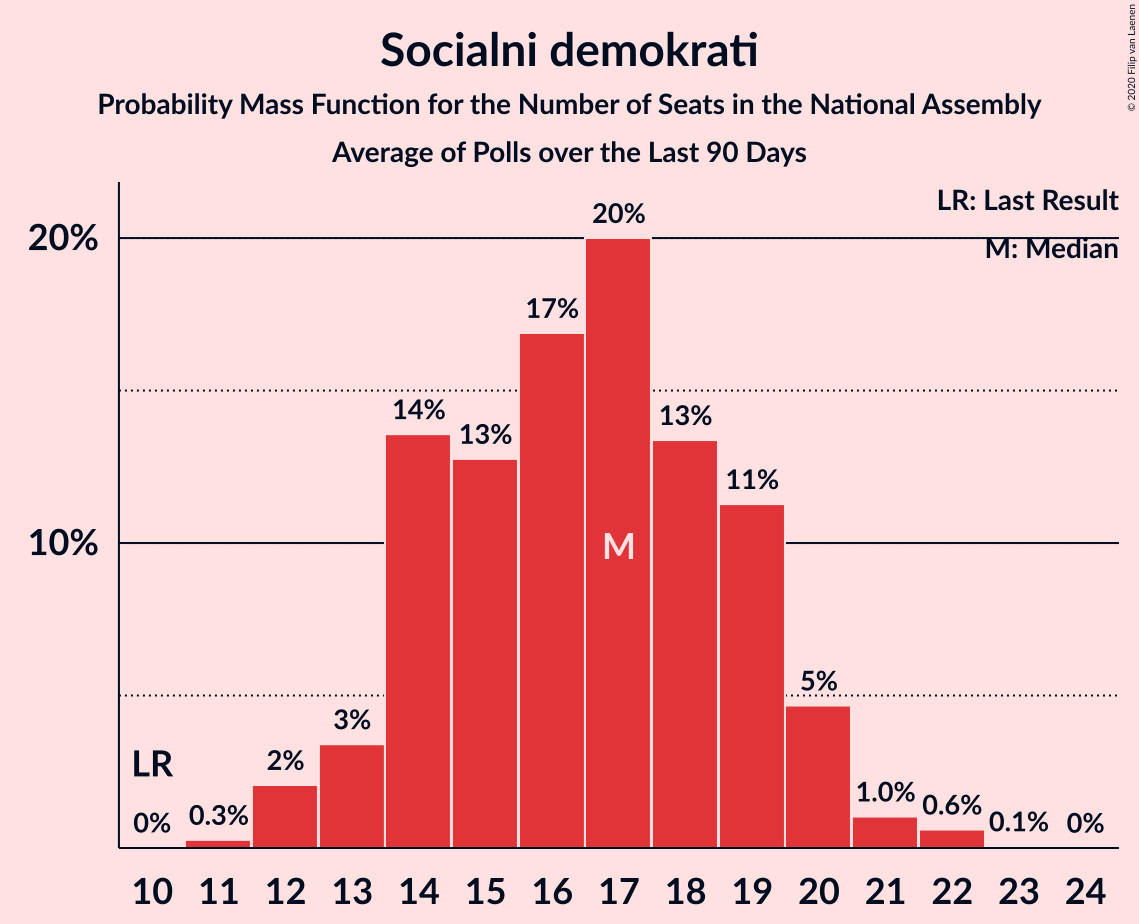 Socialni demokrati
Probability Mass Function for the Number of Seats in the National Assembly
Average of Polls over the Last 90 Days
© 2020 Filip van Laenen
LR: Last Result
M: Median
20%
10%
LR
0%
0.3%
2%
3%
14%
13%
17%
20%
M
13%
11%
5%
1.0%
0.6%
0.1%
0%
10 11 12 13 14 15 16 17 18 19 20 21 22 23 24